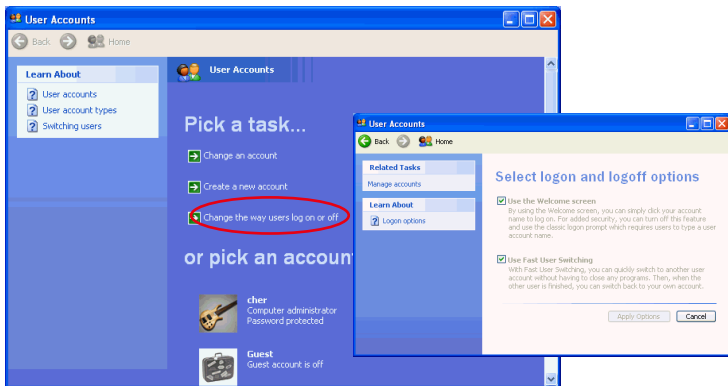 User Accounts
Back Home
Learn About
User accounts
User account types
Switching users
User Accounts
Pick a task...
Change an account
Create a new account
Change the way users log on or off
or pick an accoun
cher
Computer administrator
Password protected
Guest
Guest account is off
User Accounts
Back Home
Related Tasks
Manage accounts
Learn About
Logon options
Select logon and logoff options
Use the Welcome screen
By using the Welcome screen, you can simply click your account
name to log on. For added security, you can turn off this feature
and use the classic logon prompt which requires users to type a user
account name.
Use Fast User Switching
With Fast User Switching, you can quickly switch to another user
account without having to close any programs. Then, when the
other user is finished, you can switch back to your own account.
Apply Options Cancel